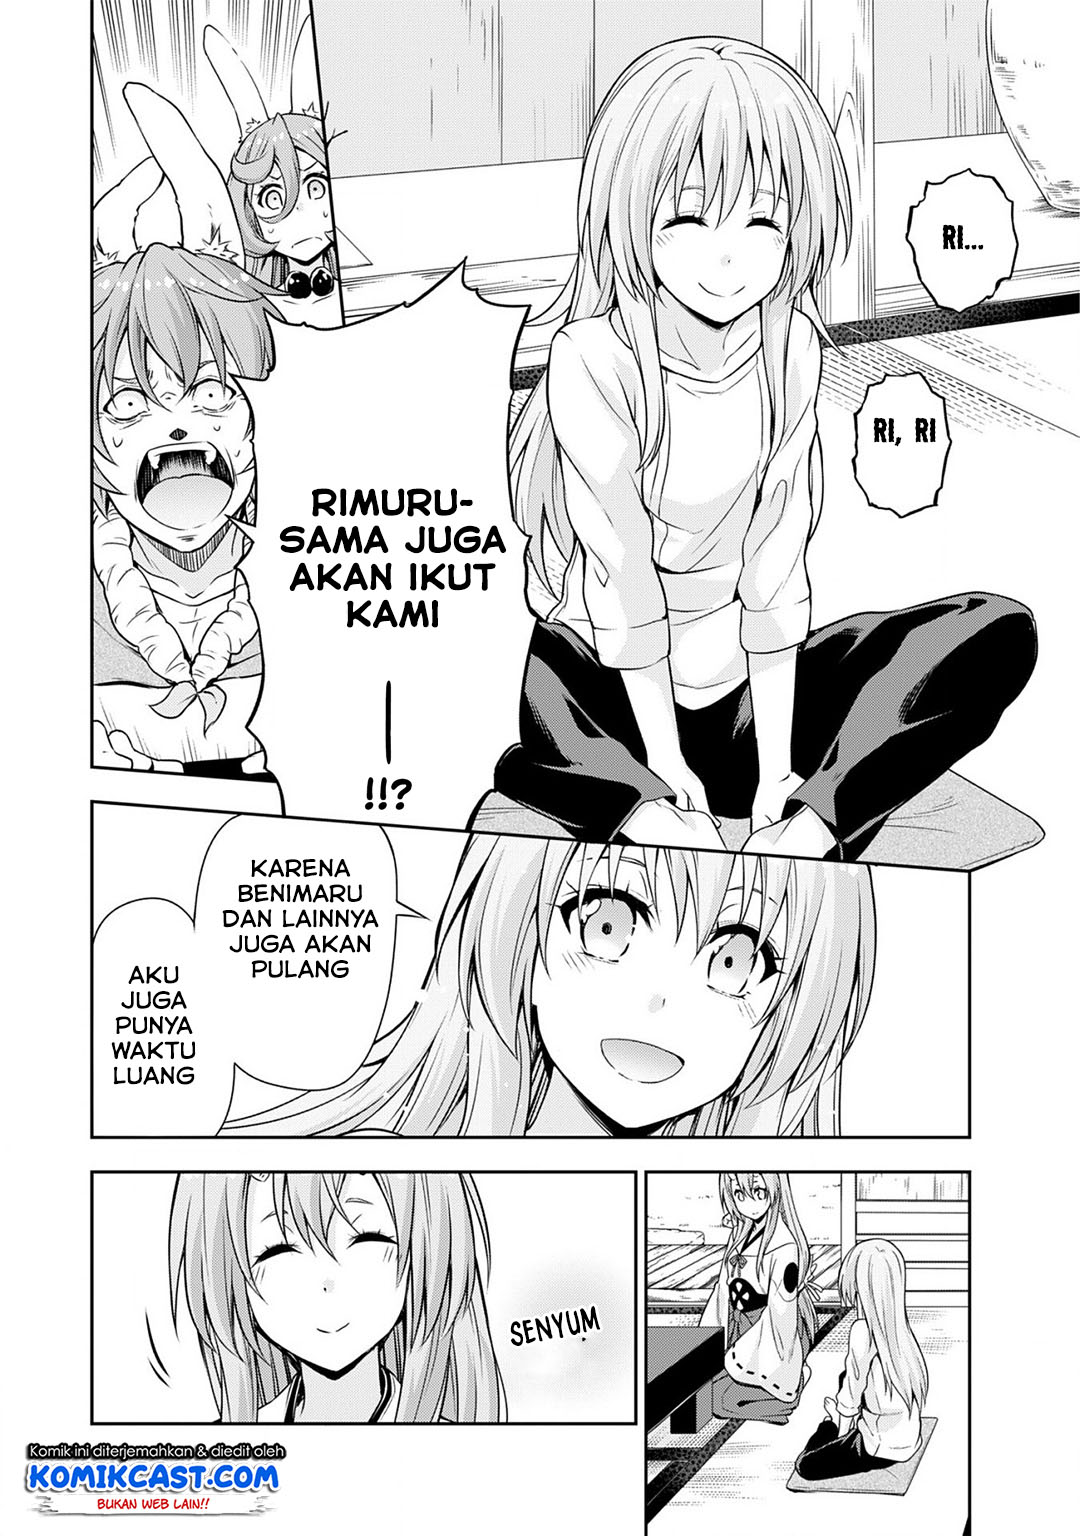 RI...
RI, RI
RIMURU-
SAMA JUGA
AKAN IKUT
KAMI
!!?
KARENA
BENIMARU
DAN LAINNYA
JUGA AKAN
PULANG
AKU
JUGA
PUNYA
WAKTU
LUANG
SENYUM
Komik ini diterjemahkan & diedit oleh
KOMIKCAST.COM
BUKAN WEB LAIN!!